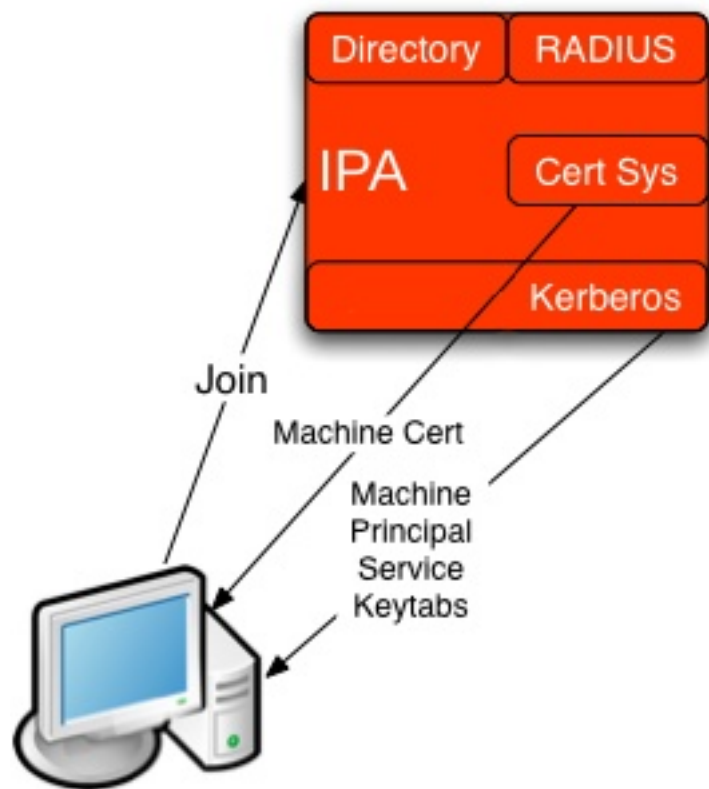 Directory
RADIUS
IPA
Cert Sys
Kerberos
Join
Machine Cert
Machine
Principal
Service
Keytabs